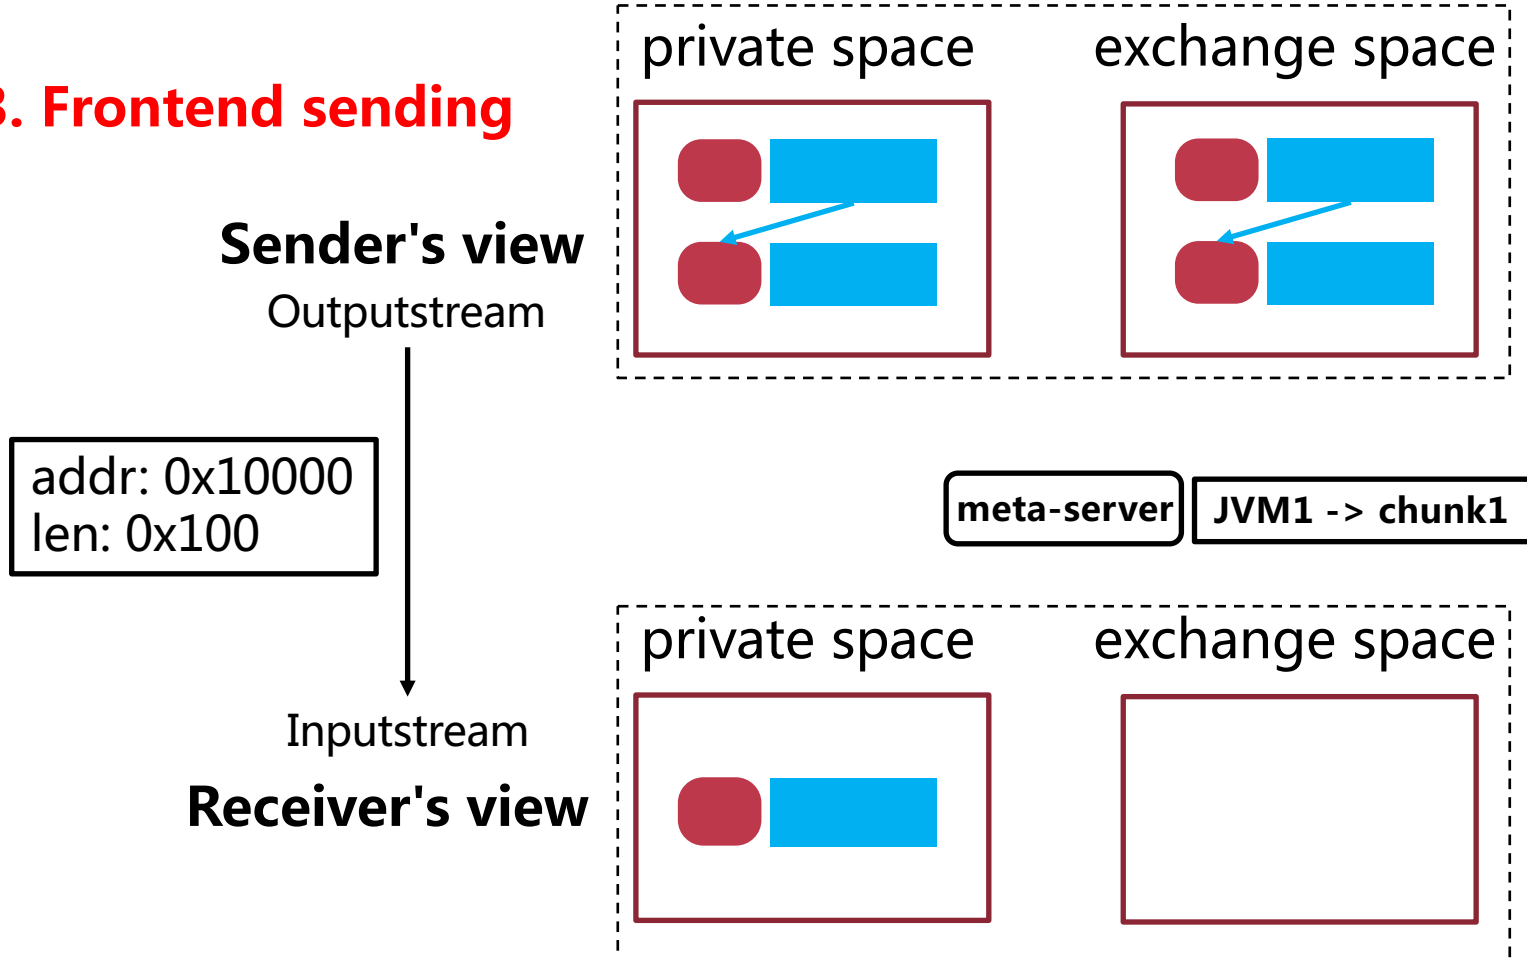 private space
exchange space
3. Frontend sending
Sender's view
Outputstream
addr: 0x10000
len: 0x100
meta-server
JVM1 -> chunk1
private space
exchange space
Inputstream
Receiver's view